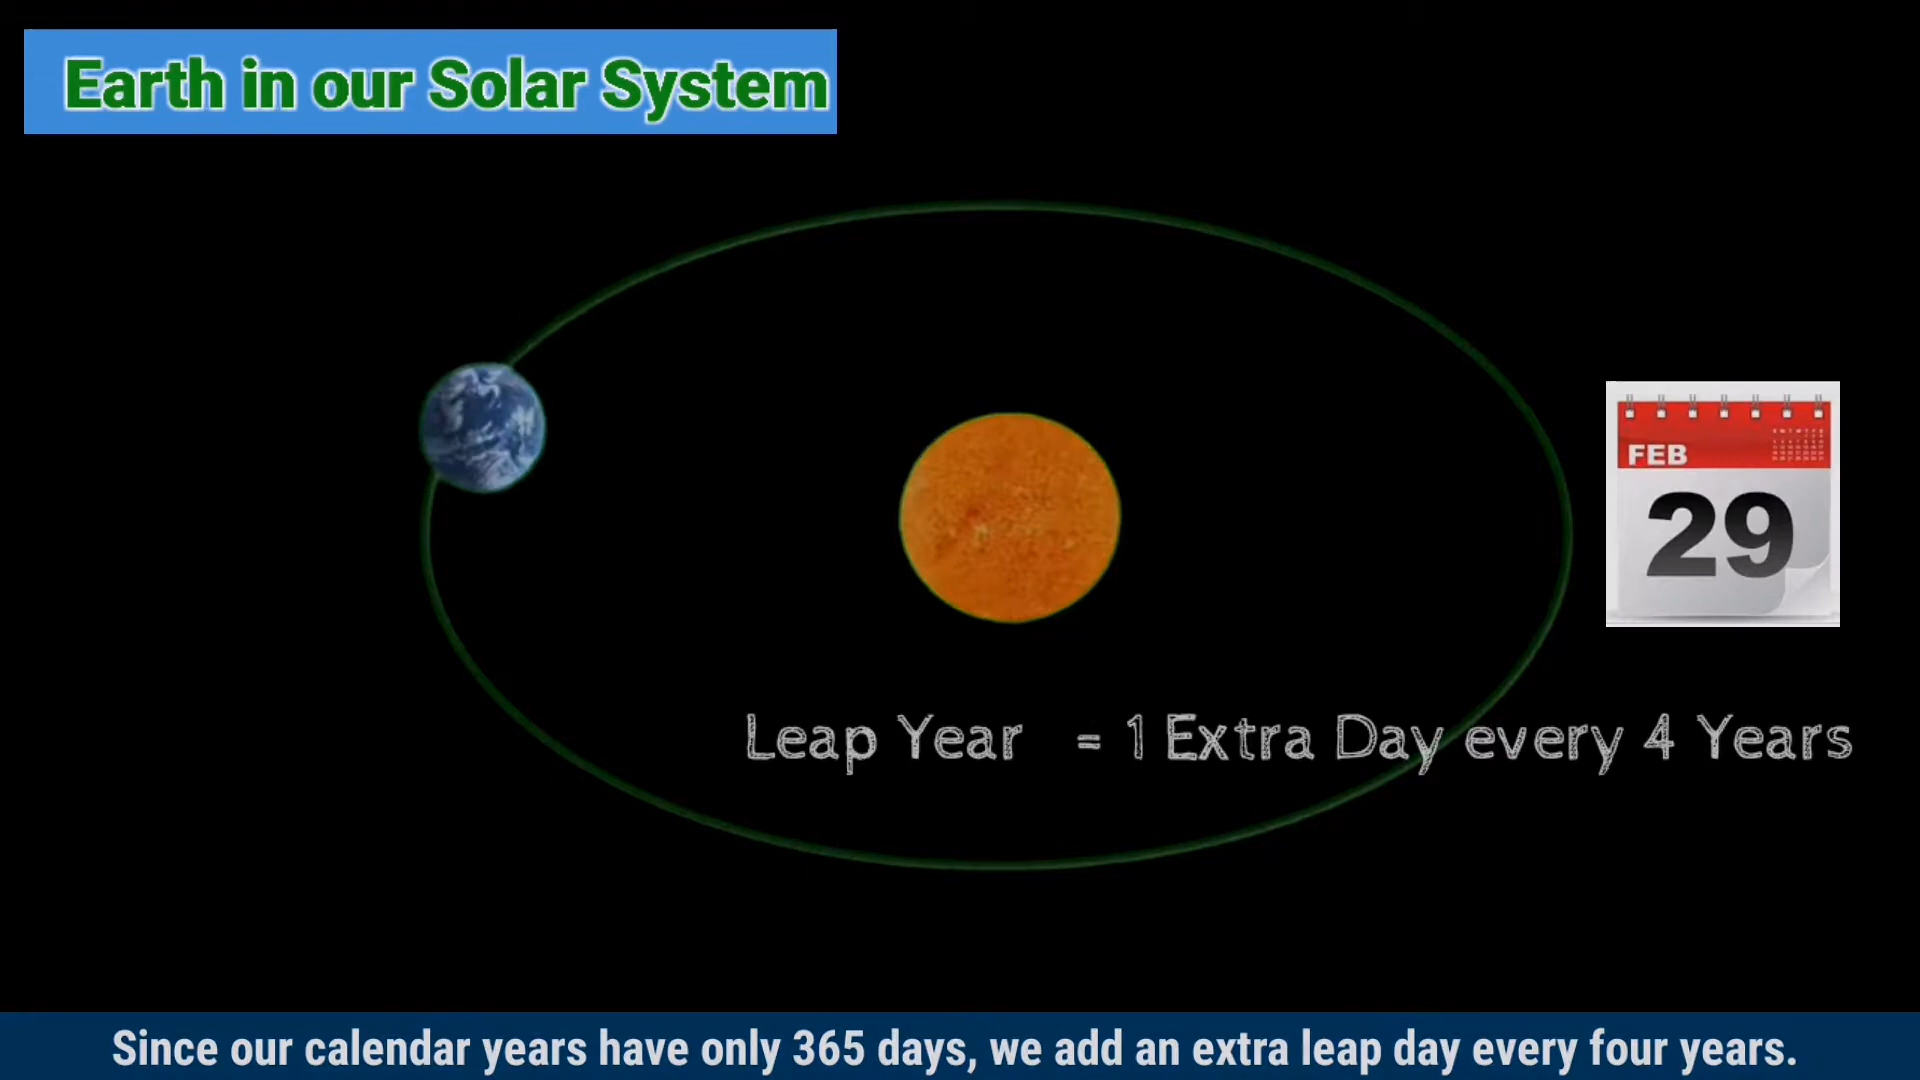 Earth in our Solar System
FEB
29
Leap Year = 1 Extra Day every 4 Years
Since our calendar years have only 365 days, we add an extra leap day every four years.